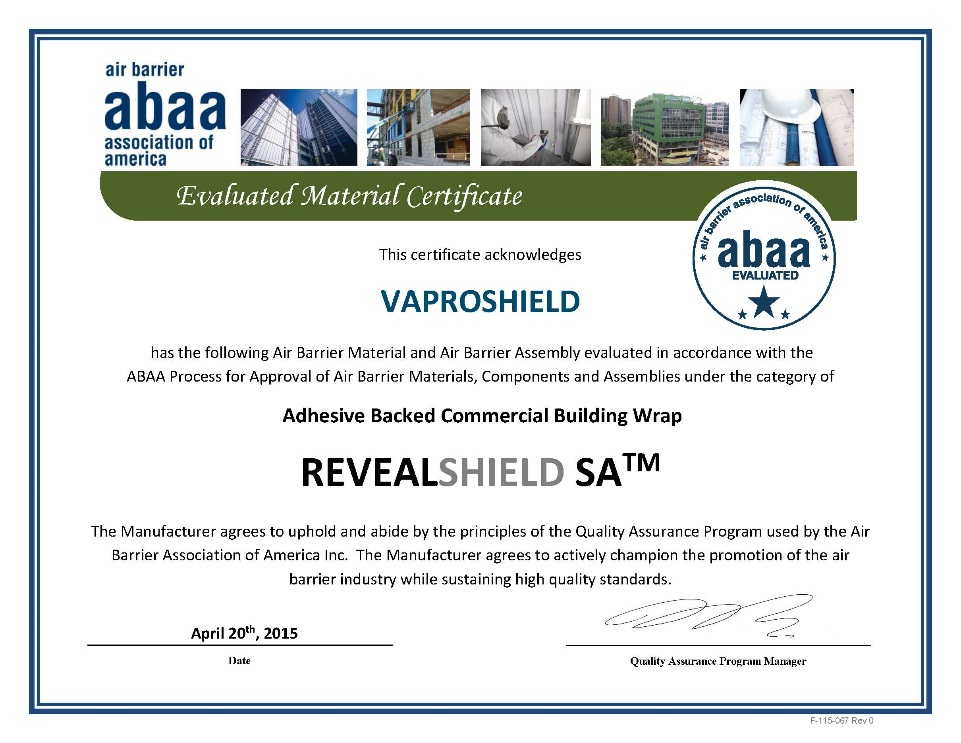 air barrier
abaa
association of
america
Evaluated Material Certificate
air barrier association of america
abaa
EVALUATED
This certificate acknowledges
VAPROSHIELD
has the following Air Barrier Material and Air Barrier Assembly evaluated in accordance with the
ABAA Process for Approval of Air Barrier Materials, Components and Assemblies under the category of
Adhesive Backed Commercial Building Wrap
REVEALSHIELD SA™
The Manufacturer agrees to uphold and abide by the principles of the Quality Assurance Program used by the Air
Barrier Association of America Inc. The Manufacturer agrees to actively champion the promotion of the air
barrier industry while sustaining high quality standards.
April 20th, 2015
Date
Quality Assurance Program Manager
F-115-067 Rev 0